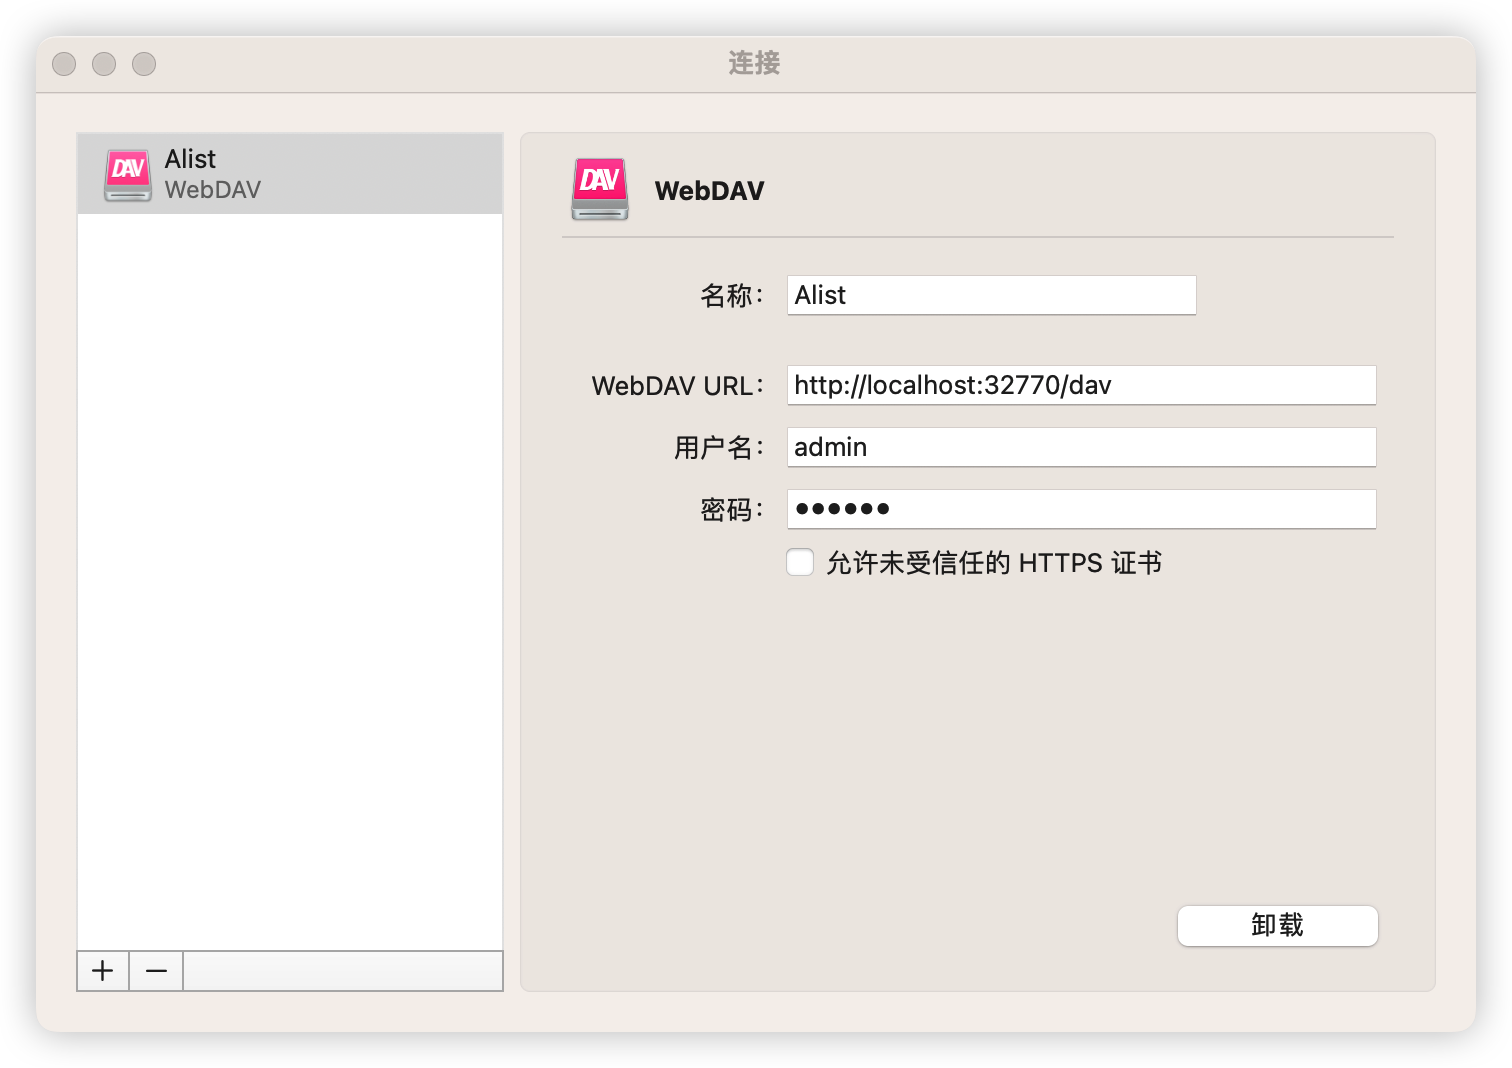 连接
DAV
Alist
WebDAV
DAV
WebDAV
名称：
Alist
WebDAV URL：
http://localhost:32770/dav
用户名：
admin
密码：
••••••
允许未受信任的 HTTPS 证书
卸载